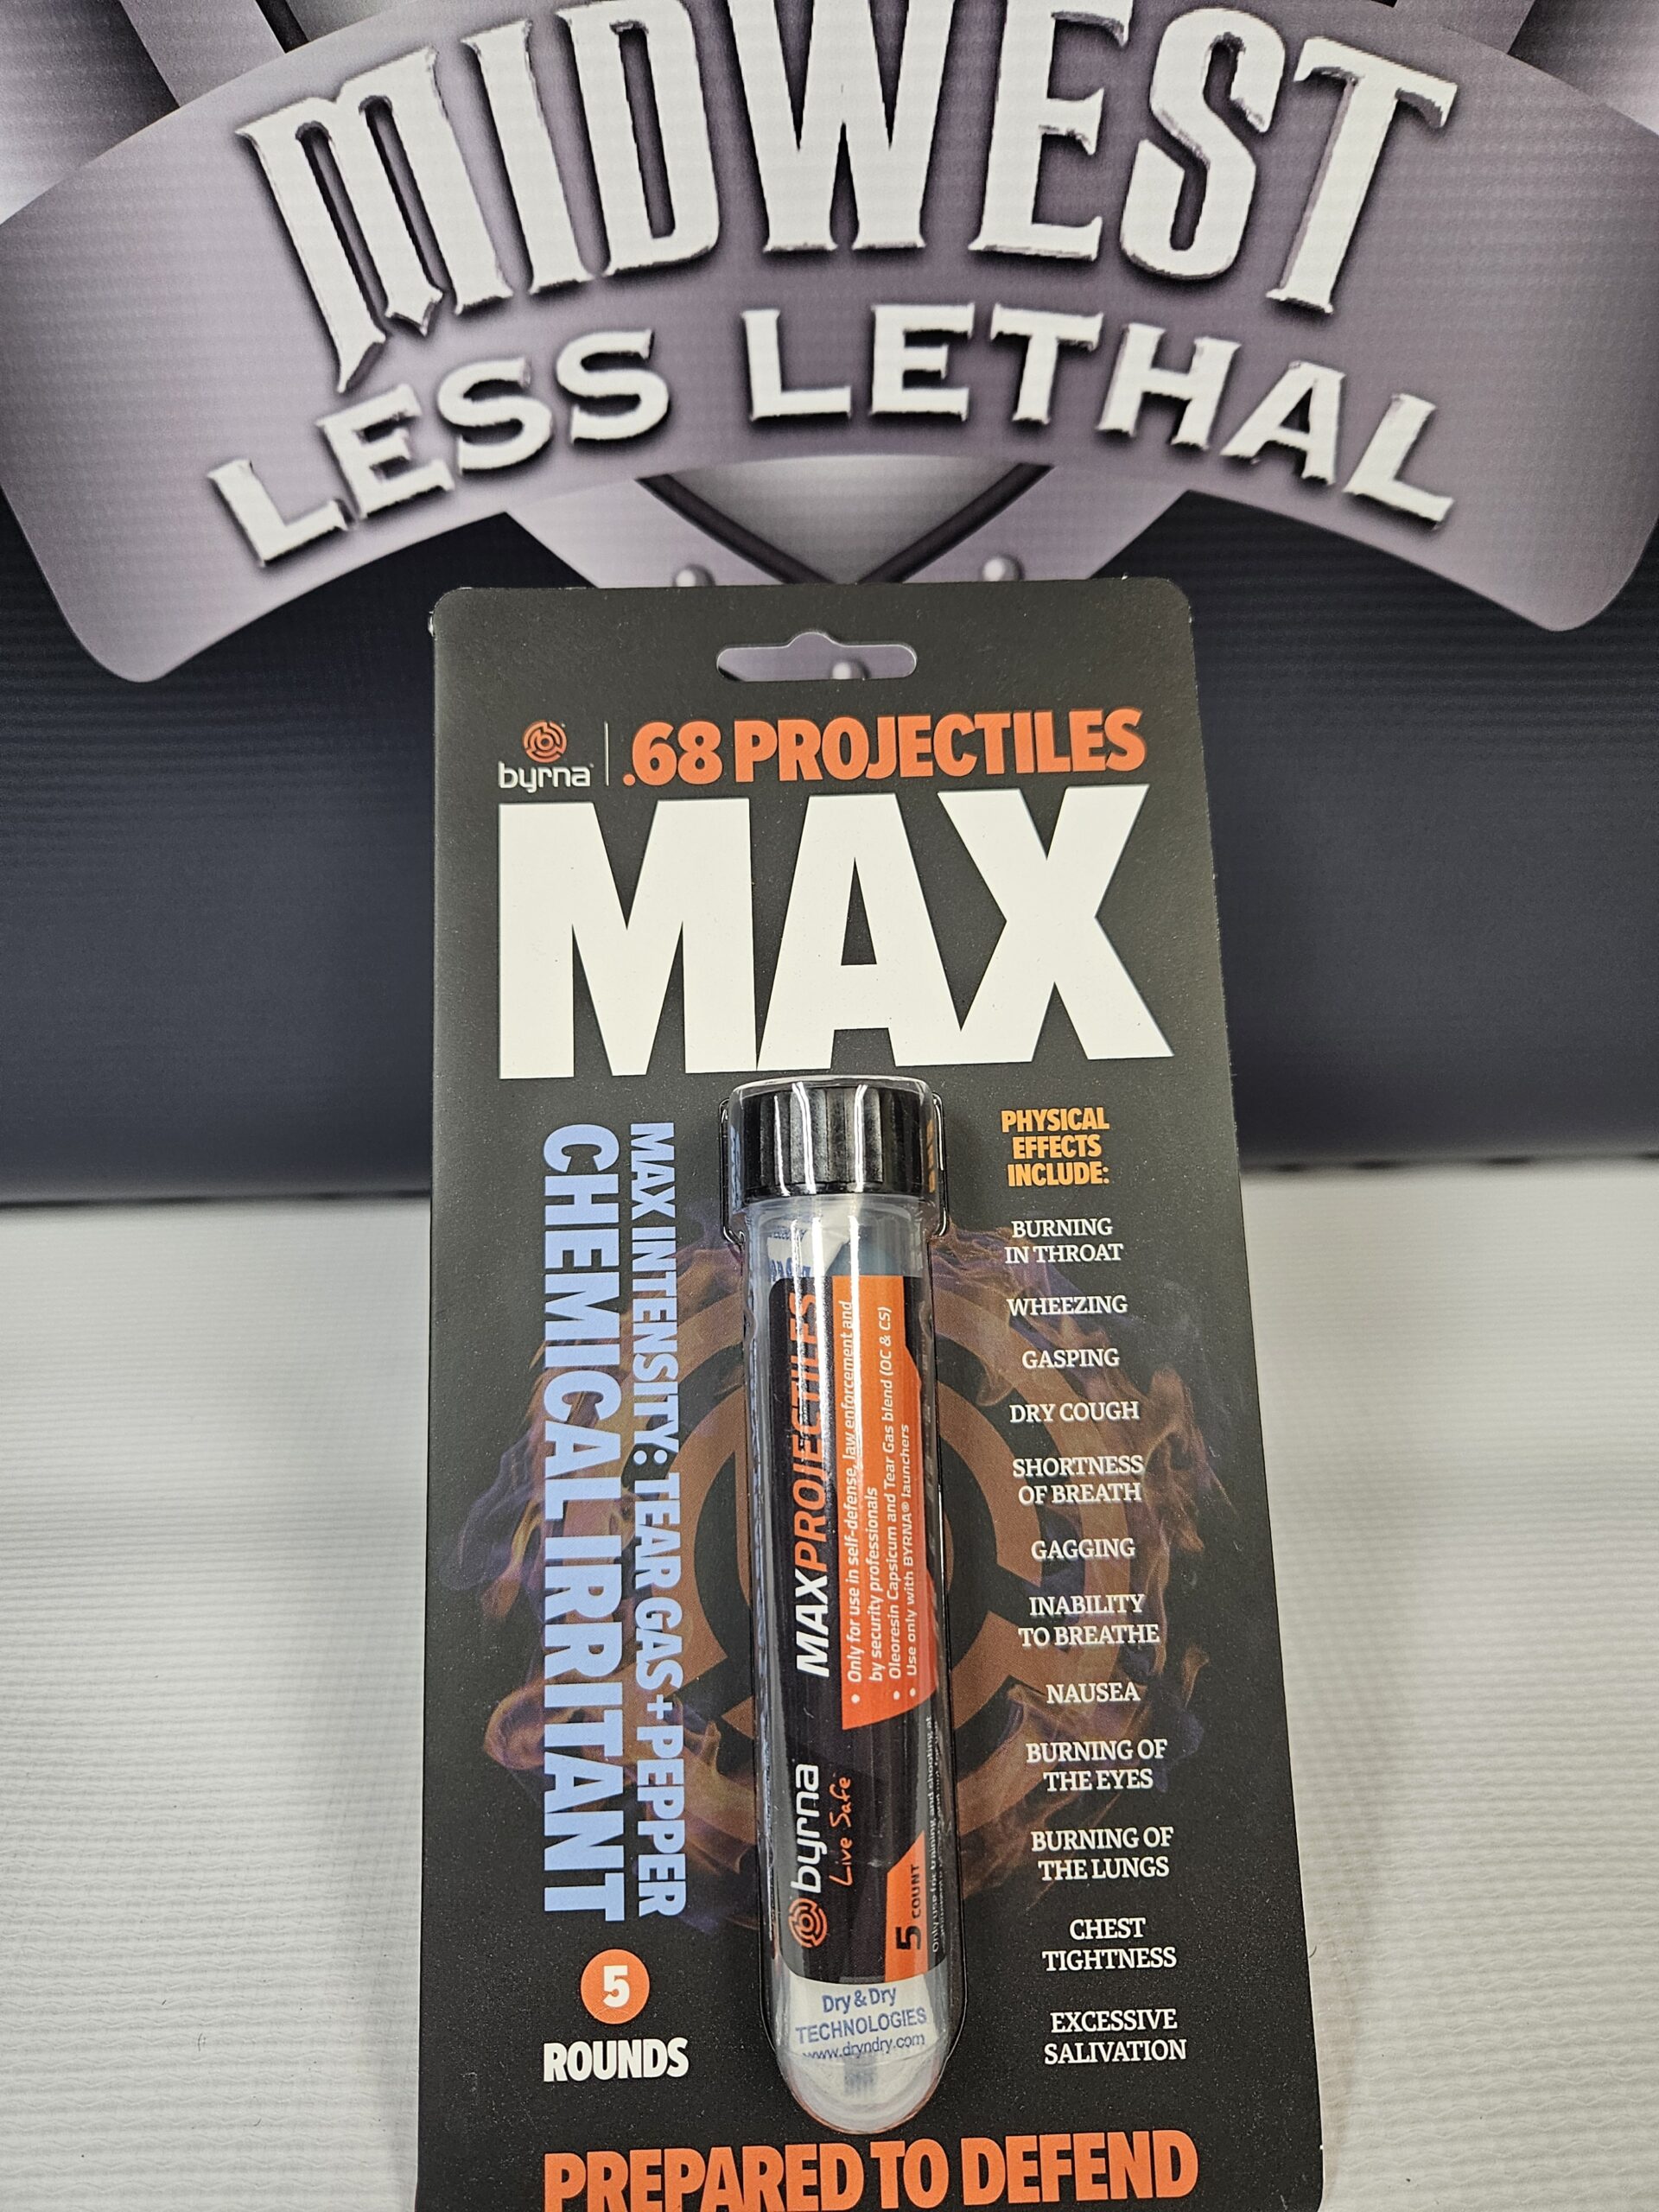 MIDWEST
LESS LETHAL
byrna
.68 PROJECTILES
MAX
MAX INTENSITY: TEAR GAS + PEPPER
CHEMICAL IRRITANT
5
ROUNDS
byrna
Live Safe
5 COUNT
MAXPROJECTILES
• Only for use in self-defense, law enforcement and
by security professionals
• Oleoresin Capsicum and Tear Gas blend (OC & CS)
• Use only with BYRNA® launchers
Dry & Dry
TECHNOLOGIES
www.dryndry.com
PHYSICAL
EFFECTS
INCLUDE:
BURNING
IN THROAT
WHEEZING
GASPING
DRY COUGH
SHORTNESS
OF BREATH
GAGGING
INABILITY
TO BREATHE
NAUSEA
BURNING OF
THE EYES
BURNING OF
THE LUNGS
CHEST
TIGHTNESS
EXCESSIVE
SALIVATION
PREPARED TO DEFEND